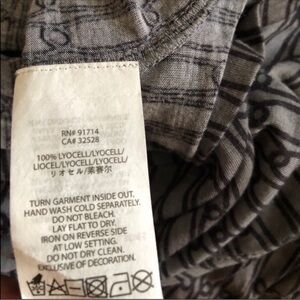 RN# 91714
CA# 32528
100% LYOCELL/LYOCELL/
LIOCEL/LYOCELL/LYOCELL/
リオセル/莱赛尔
TURN GARMENT INSIDE OUT.
HAND WASH COLD SEPARATELY.
DO NOT BLEACH.
LAY FLAT TO DRY.
IRON ON REVERSE SIDE
AT LOW SETTING.
DO NOT DRY CLEAN.
EXCLUSIVE OF DECORATION.